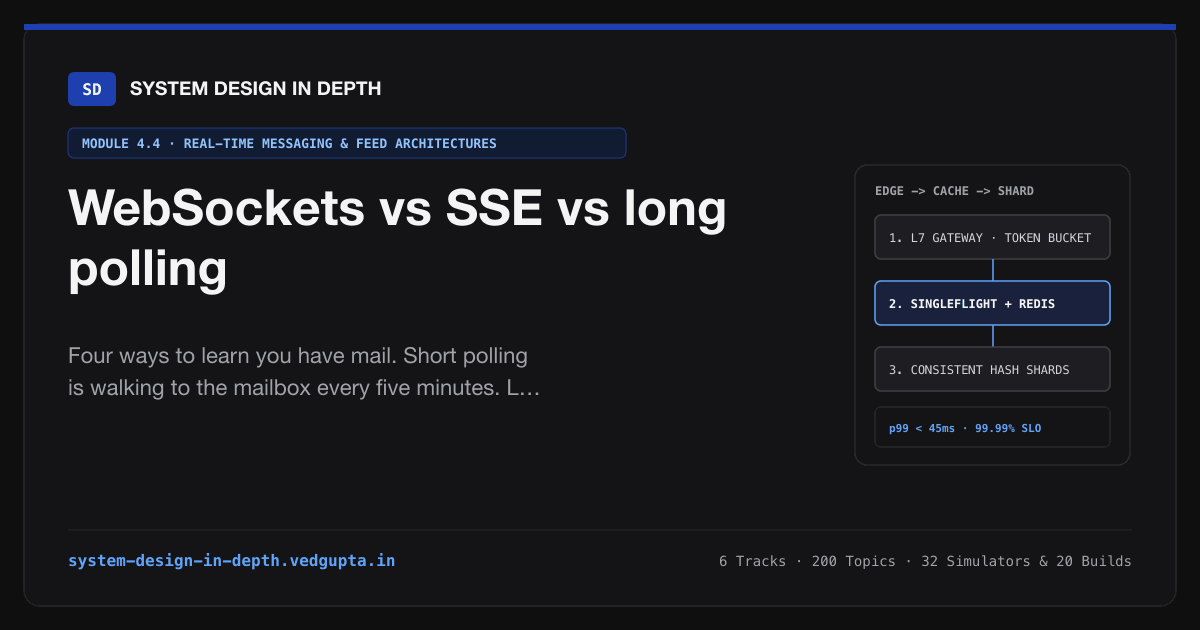 SD
SYSTEM DESIGN IN DEPTH
MODULE 4.4 · REAL-TIME MESSAGING & FEED ARCHITECTURES
WebSockets vs SSE vs long
polling
Four ways to learn you have mail. Short polling
is walking to the mailbox every five minutes. L…
EDGE -> CACHE -> SHARD
1. L7 GATEWAY · TOKEN BUCKET
2. SINGLEFLIGHT + REDIS
3. CONSISTENT HASH SHARDS
p99 < 45ms · 99.99% SLO
system-design-in-depth.vedgupta.in
6 Tracks · 200 Topics · 32 Simulators & 20 Builds